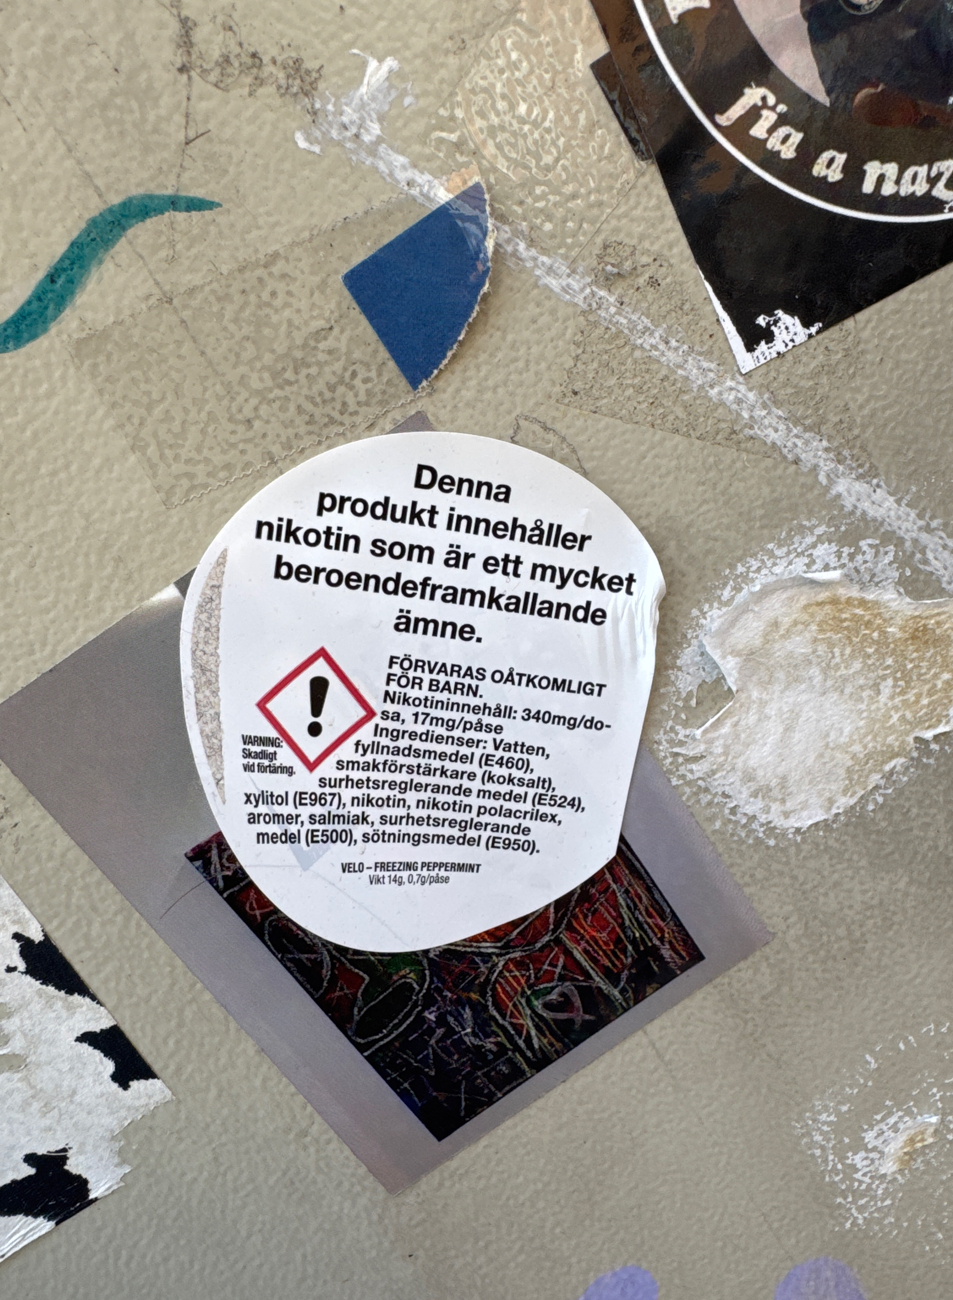 fia a naz
Denna
produkt innehåller
nikotin som är ett mycket
beroendeframkallande
ämne.
FÖRVARAS OÅTKOMLIGT
FÖR BARN.
Nikotininnehåll: 340mg/do-
sa, 17mg/påse
Ingredienser: Vatten,
fyllnadsmedel (E460),
smakförstärkare (koksalt),
surhetsreglerande medel (E524),
xylitol (E967), nikotin, nikotin polacrilex,
aromer, salmiak, surhetsreglerande
medel (E500), sötningsmedel (E950).
VARNING:
Skadligt
vid förtäring.
VELO – FREEZING PEPPERMINT
Vikt 14g, 0,7g/påse